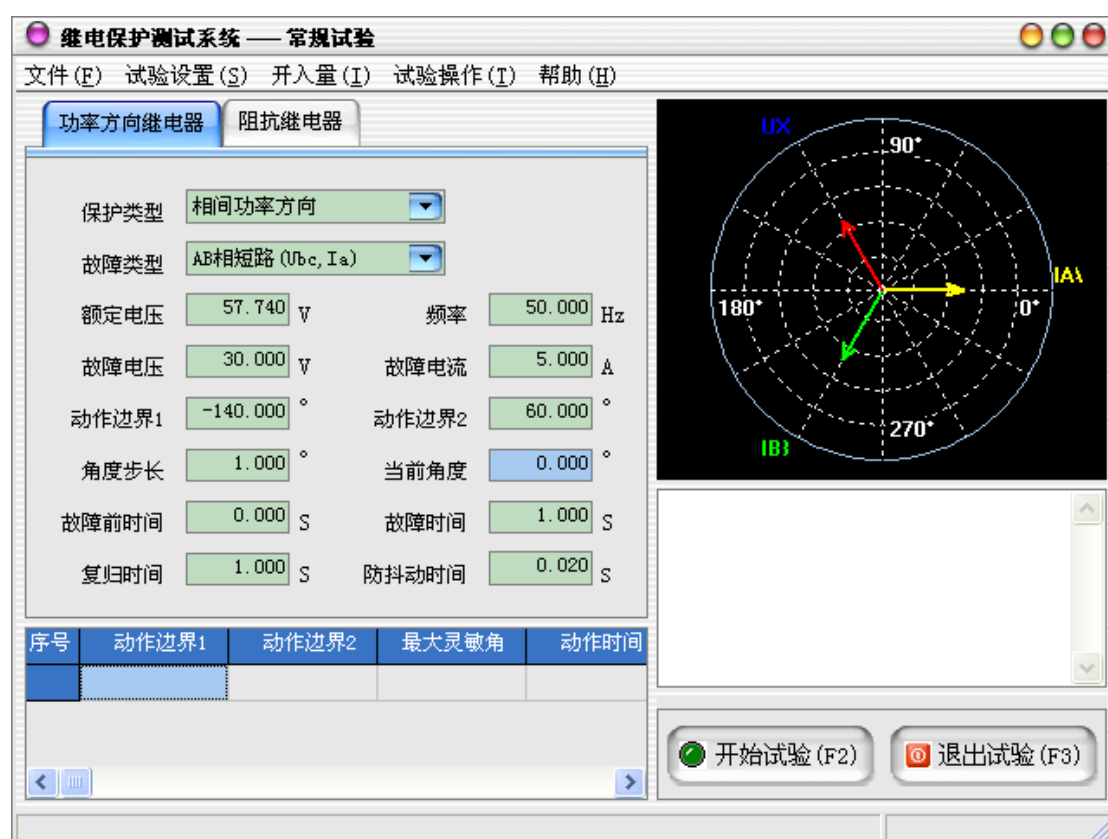 继电保护测试系统 — 常规试验
文件(F) 试验设置(S) 开入量(I) 试验操作(T) 帮助(H)
功率方向继电器 阻抗继电器
保护类型 相间功率方向
故障类型 AB相短路(Ubc,Ia)
额定电压 57.740 V 频率 50.000 Hz
故障电压 30.000 V 故障电流 5.000 A
动作边界1 -140.000 ° 动作边界2 60.000 °
角度步长 1.000 ° 当前角度 0.000 °
故障前时间 0.000 S 故障时间 1.000 S
复归时间 1.000 S 防抖动时间 0.020 S
序号 动作边界1 动作边界2 最大灵敏角 动作时间
UX
90°
180°
0°
270°
开始试验(F2) 退出试验(F3)